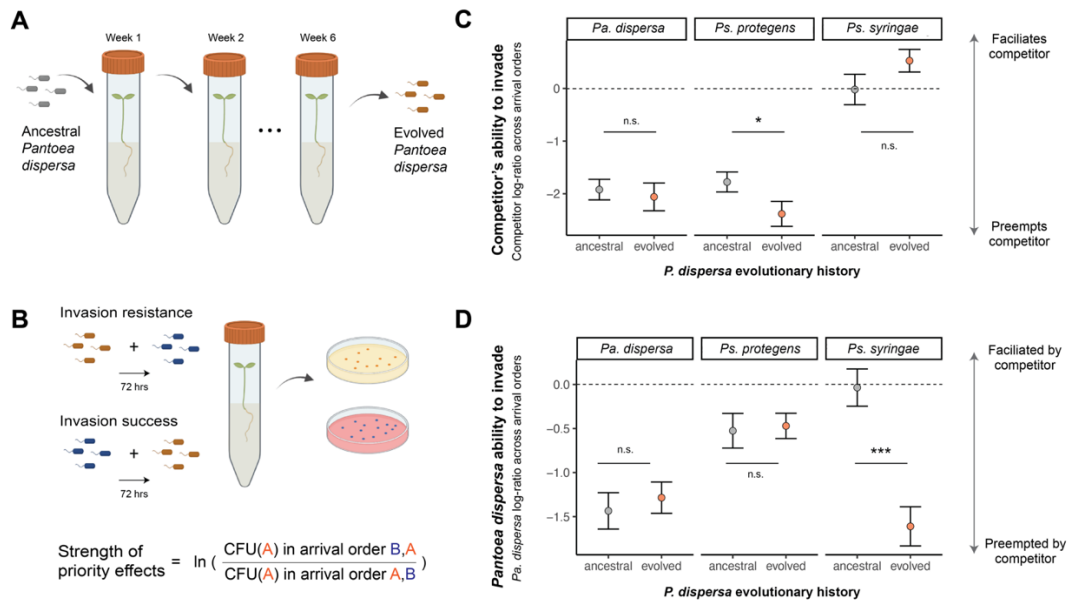 A
Week 1
Week 2
Week 6
Ancestral
Pantoea
dispersa
...
Evolved
Pantoea
dispersa
B
Invasion resistance
+
72 hrs
Invasion success
+
72 hrs
Strength of
priority effects
= ln (
CFU(A) in arrival order B,A
CFU(A) in arrival order A,B
)
C
Competitor's ability to invade
Competitor log-ratio across arrival orders
Pa. dispersa
Ps. protegens
Ps. syringae
0
-1
-2
n.s.
*
n.s.
ancestral
evolved
ancestral
evolved
ancestral
evolved
P. dispersa evolutionary history
Faciliates
competitor
Preempts
competitor
D
Pantoea dispersa ability to invade
Pa. dispersa log-ratio across arrival orders
Pa. dispersa
Ps. protegens
Ps. syringae
0.0
-0.5
-1.0
-1.5
n.s.
n.s.
***
ancestral
evolved
ancestral
evolved
ancestral
evolved
P. dispersa evolutionary history
Faciliated by
competitor
Preempted by
competitor